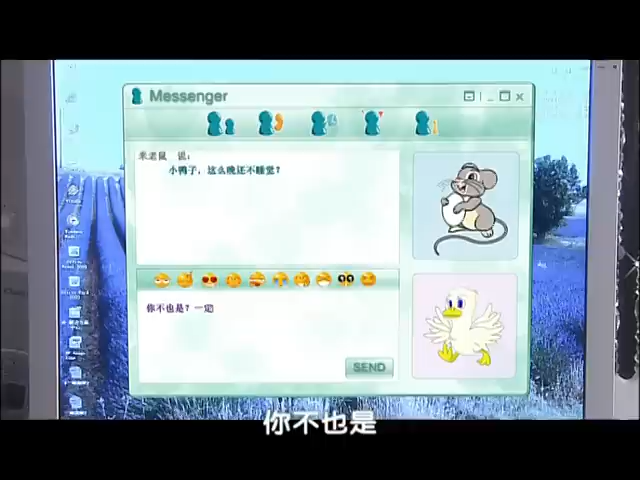 Messenger
米老鼠 说：
小鸭子，这么晚还不睡觉？
你不也是？一定
SEND
你不也是